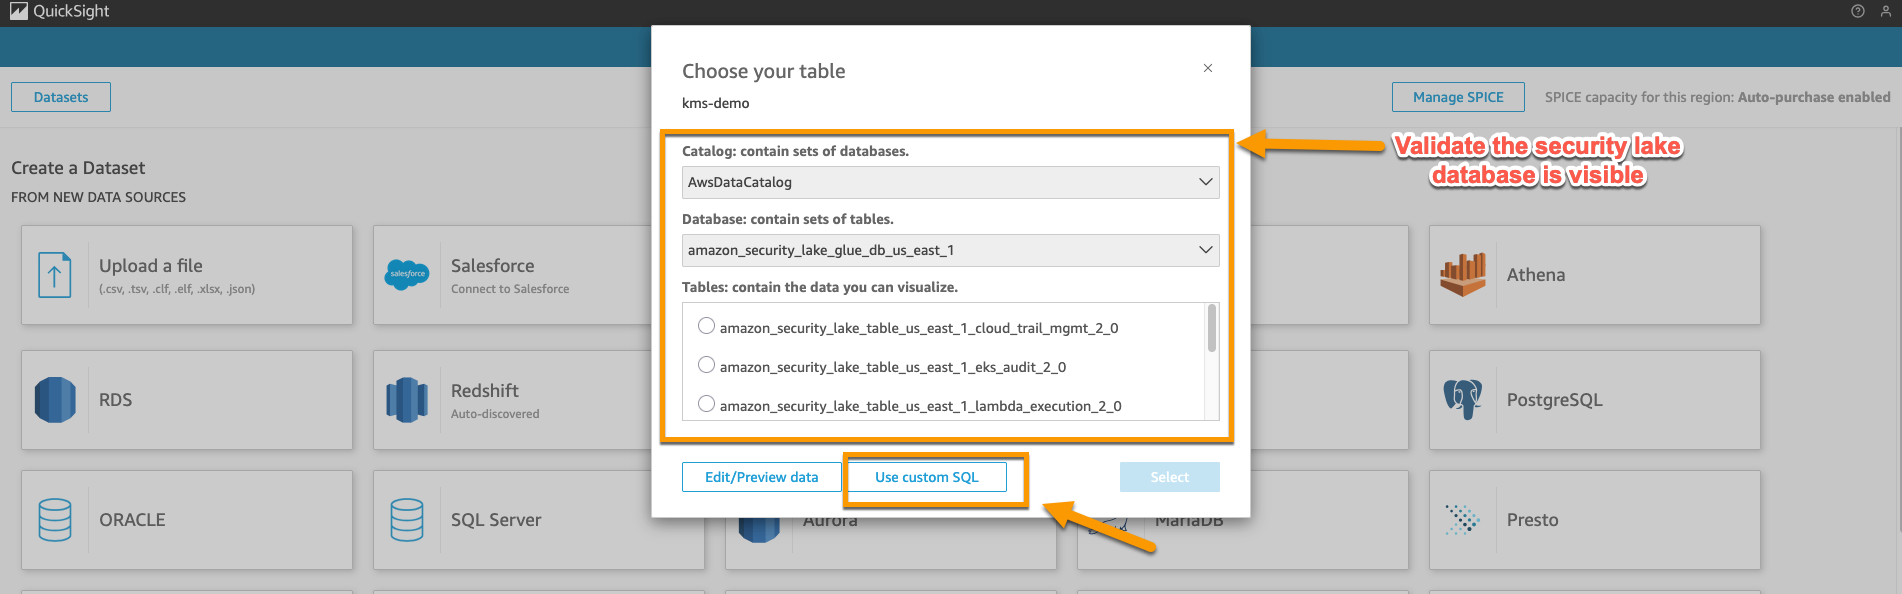 QuickSight
Choose your table
kms-demo
Datasets
Manage SPICE
SPICE capacity for this region: Auto-purchase enabled
Catalog: contain sets of databases.
AwsDataCatalog
Validate the security lake
database is visible
Create a Dataset
FROM NEW DATA SOURCES
Database: contain sets of tables.
amazon_security_lake_glue_db_us_east_1
Tables: contain the data you can visualize.
amazon_security_lake_table_us_east_1_cloud_trail_mgmt_2_0
amazon_security_lake_table_us_east_1_eks_audit_2_0
amazon_security_lake_table_us_east_1_lambda_execution_2_0
Edit/Preview data
Use custom SQL
Select
Upload a file
(.csv, .tsv, .clf, .elf, .xlsx, .json)
salesforce
Salesforce
Connect to Salesforce
Athena
RDS
Redshift
Auto-discovered
PostgreSQL
ORACLE
SQL Server
Aurora
MariaDB
Presto